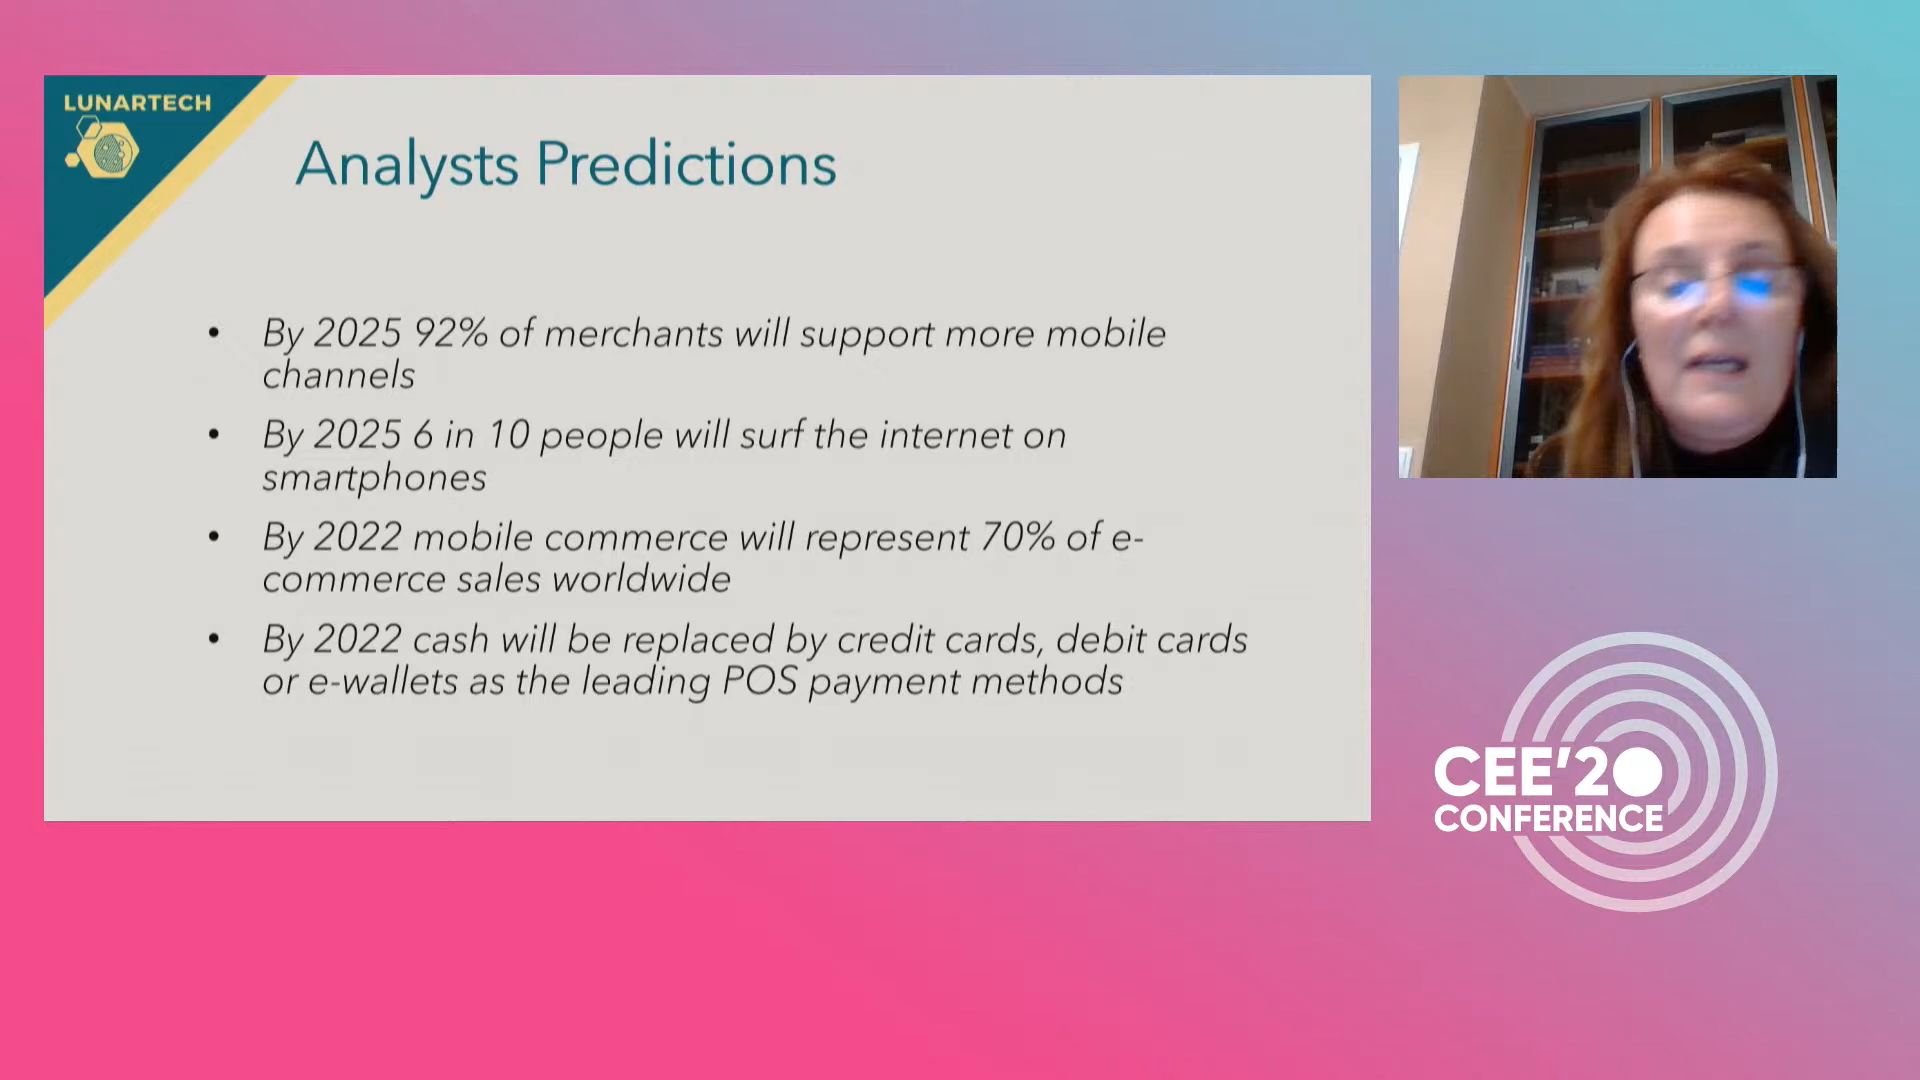 LUNARTECH
Analysts Predictions
• By 2025 92% of merchants will support more mobile
channels
• By 2025 6 in 10 people will surf the internet on
smartphones
• By 2022 mobile commerce will represent 70% of e-
commerce sales worldwide
• By 2022 cash will be replaced by credit cards, debit cards
or e-wallets as the leading POS payment methods
CEE'20
CONFERENCE